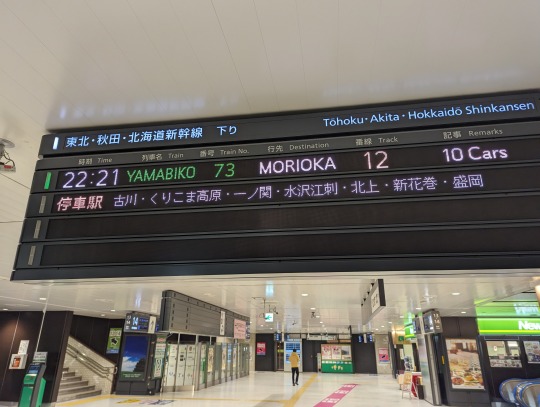 東北・秋田・北海道新幹線 下り Tōhoku・Akita・Hokkaidō Shinkansen
時刻 Time 列車名 Train 番号 Train No. 行先 Destination 番線 Track 記事 Remarks
22:21 YAMABIKO 73 MORIOKA 12 10 Cars
停車駅 古川・くりこま高原・一ノ関・水沢江刺・北上・新花巻・盛岡
14